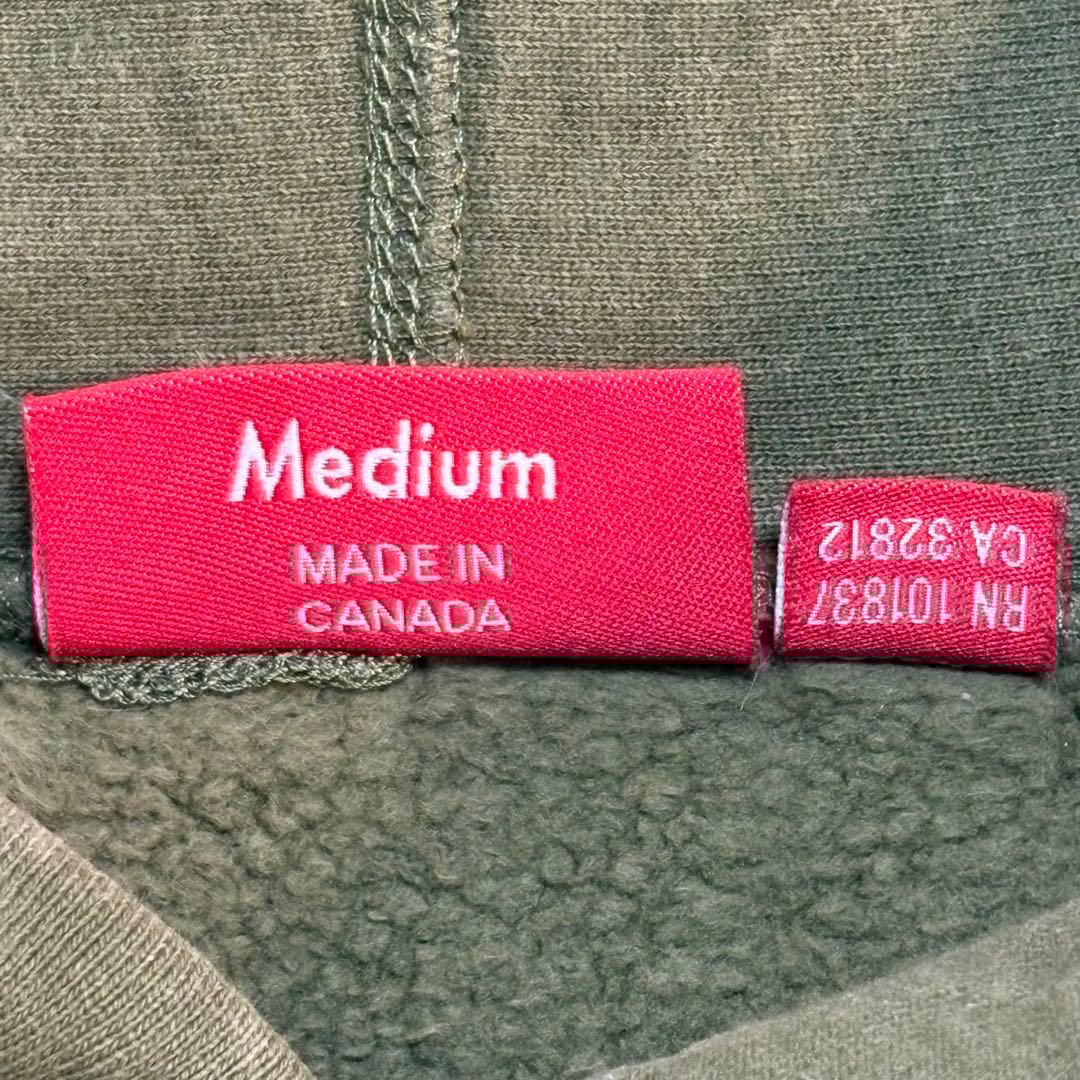 Medium
MADE IN
CANADA
RN 101837
CA 32812